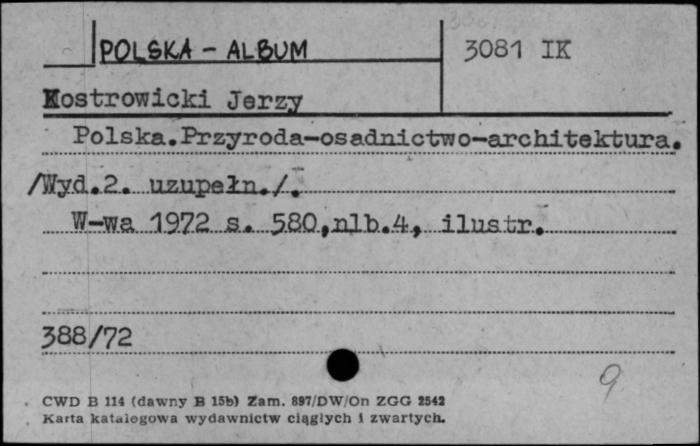 POLSKA - ALBUM 3081 IK
Kostrowicki Jerzy
Polska.Przyroda-osadnictwo-architektura.
/Wyd.2. uzupełn./.
W-wa 1972 s. 580,nlb.4, ilustr.
388/72
9
CWD B 114 (dawny B 15b) Zam. 897/DW/On ZGG 2542
Karta katalogowa wydawnictw ciągłych i zwartych.